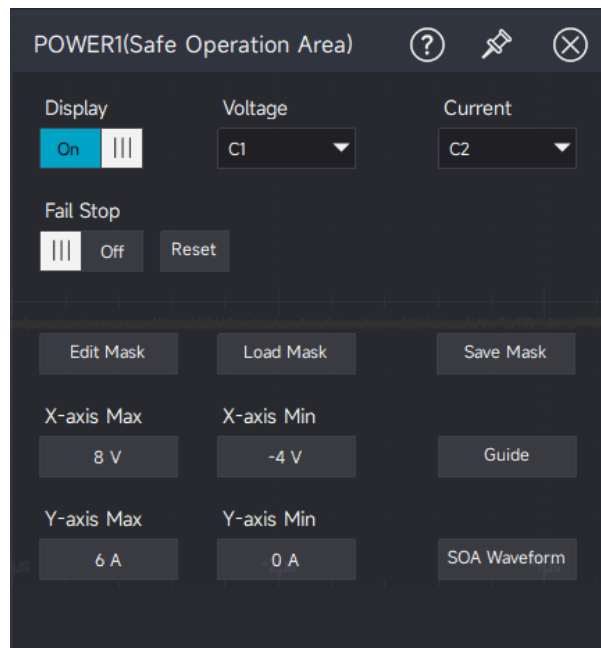 POWER1(Safe Operation Area)
Display Voltage Current
On C1 C2
Fail Stop
Off Reset
Edit Mask Load Mask Save Mask
X-axis Max X-axis Min
8 V -4 V Guide
Y-axis Max Y-axis Min
6 A 0 A SOA Waveform